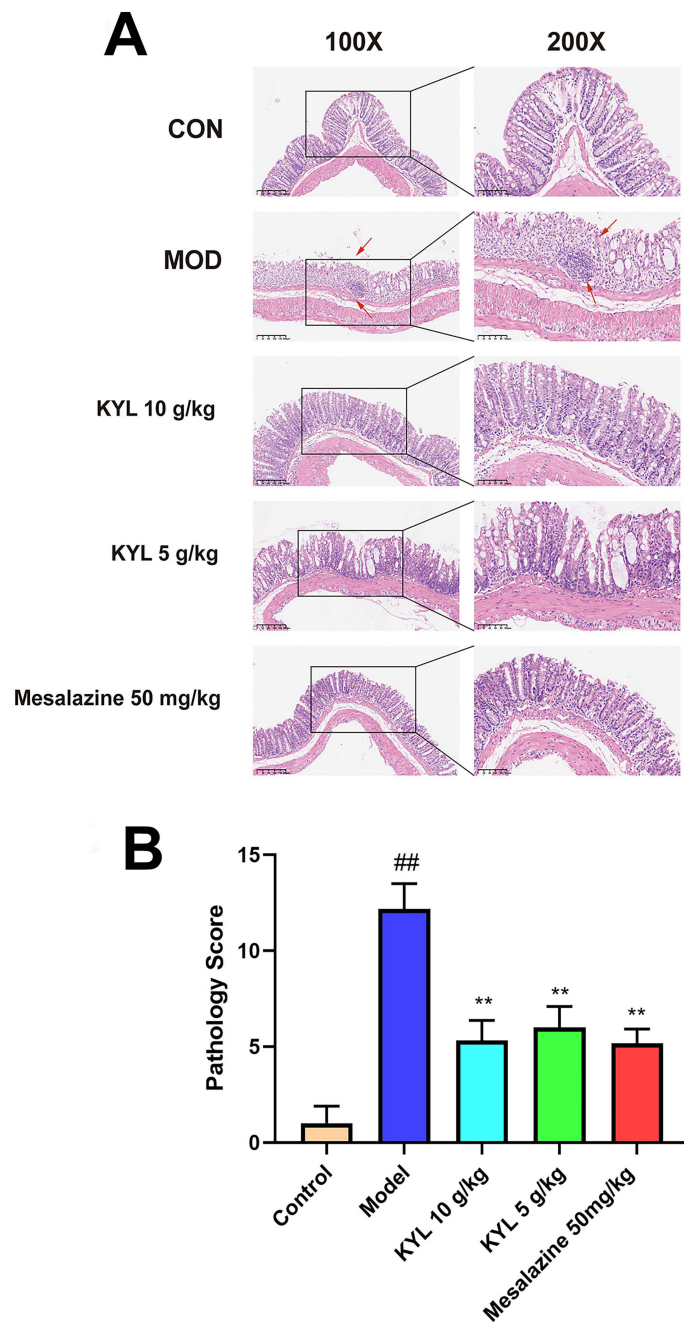 A
100X
200X
CON
MOD
KYL 10 g/kg
KYL 5 g/kg
Mesalazine 50 mg/kg
B
Pathology Score
15
10
5
0
##
**
**
**
Control
Model
KYL 10 g/kg
KYL 5 g/kg
Mesalazine 50mg/kg